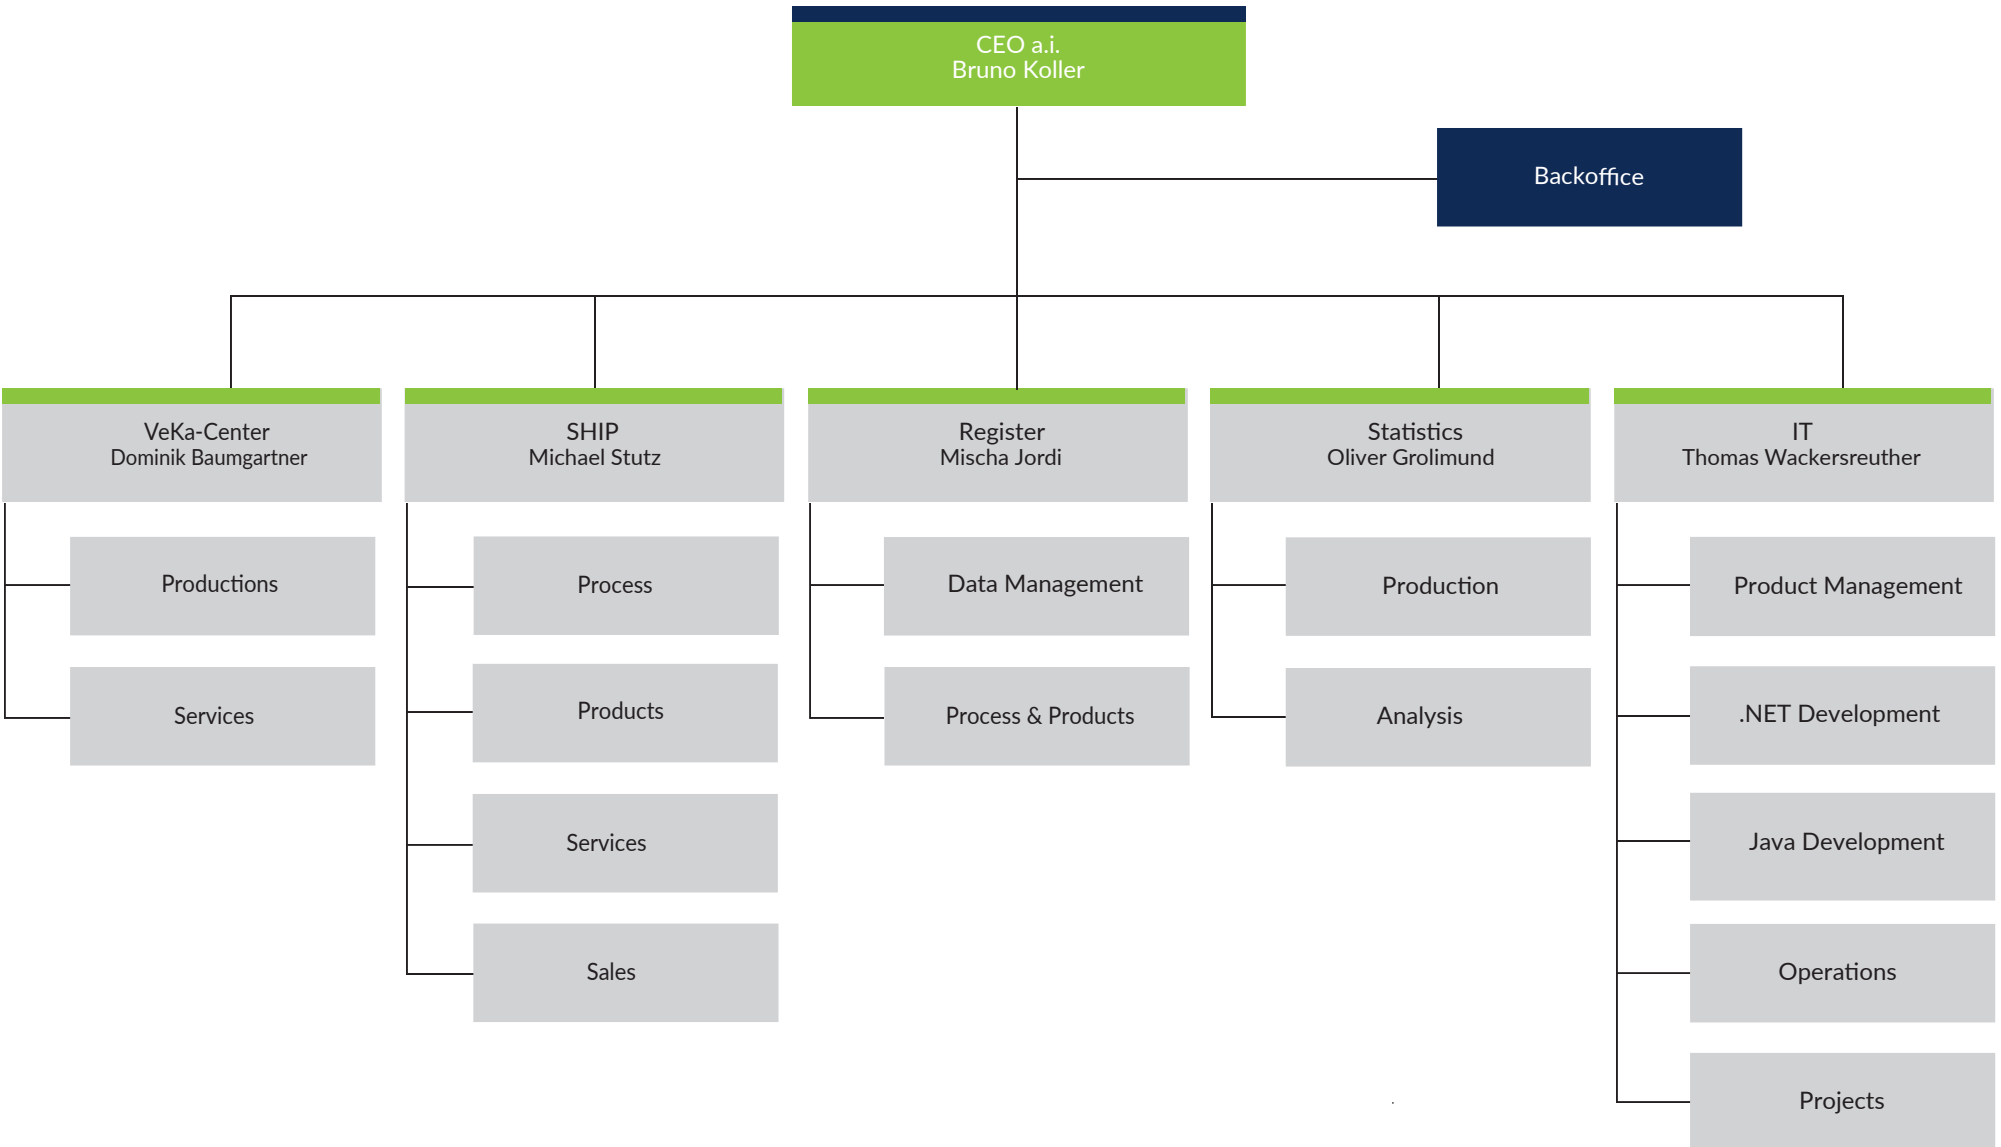 CEO a.i.
Bruno Koller
Backoffice
VeKa-Center
Dominik Baumgartner
Productions
Services
SHIP
Michael Stutz
Process
Products
Services
Sales
Register
Mischa Jordi
Data Management
Process & Products
Statistics
Oliver Grolimund
Production
Analysis
IT
Thomas Wackersreuther
Product Management
.NET Development
Java Development
Operations
Projects